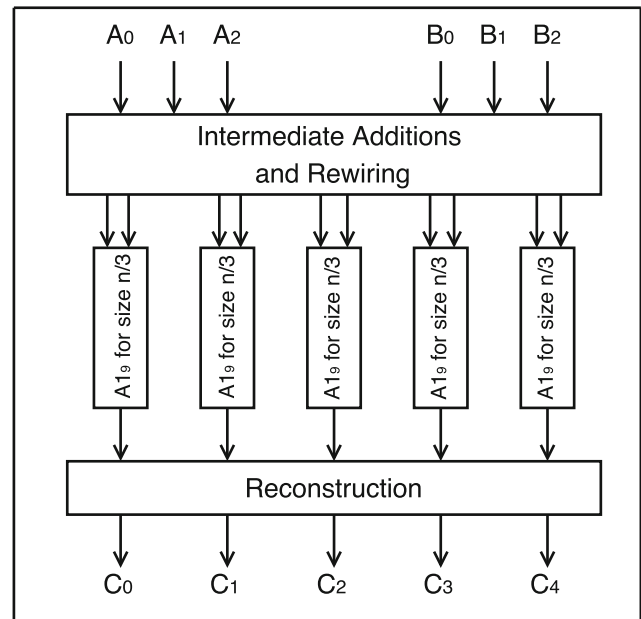 A0 A1 A2 B0 B1 B2
Intermediate Additions
and Rewiring
A19 for size n/3
A19 for size n/3
A19 for size n/3
A19 for size n/3
A19 for size n/3
Reconstruction
C0 C1 C2 C3 C4